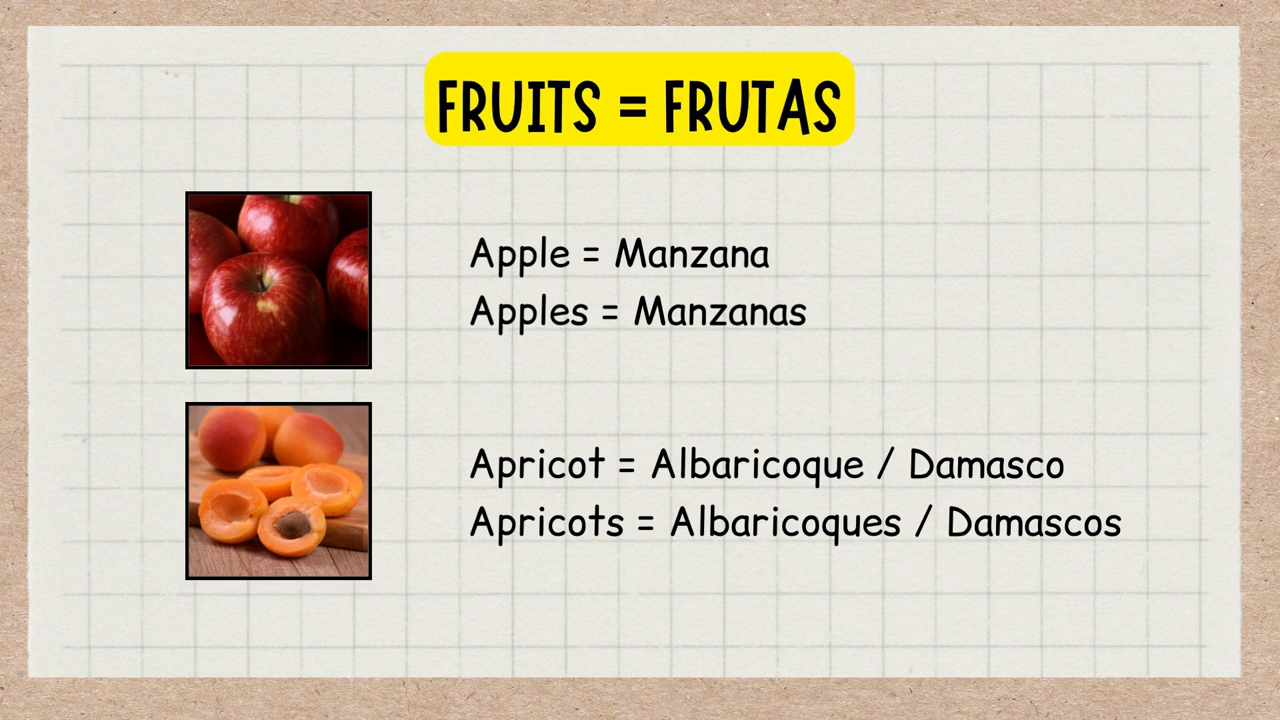 FRUITS = FRUTAS
Apple = Manzana
Apples = Manzanas
Apricot = Albaricoque / Damasco
Apricots = Albaricoques / Damascos